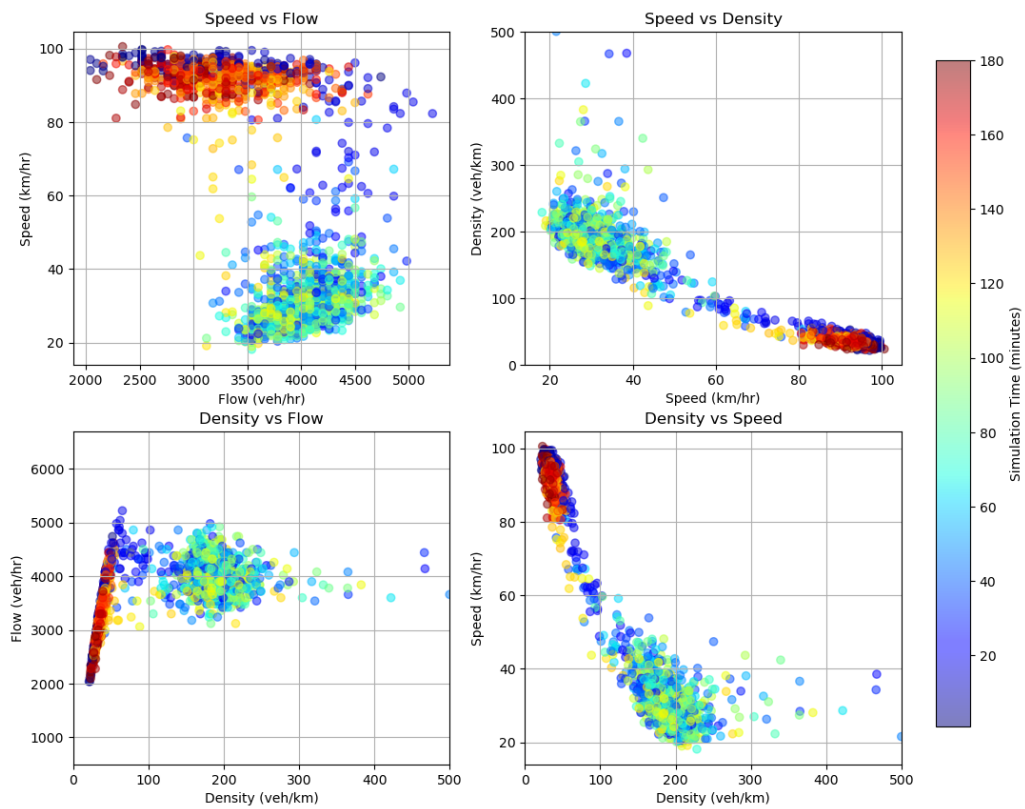 Speed vs Flow
100
80
60
40
20
Speed (km/hr)
2000 2500 3000 3500 4000 4500 5000
Flow (veh/hr)
Speed vs Density
500
400
300
200
100
0
Density (veh/km)
20 40 60 80 100
Speed (km/hr)
Density vs Flow
6000
5000
4000
3000
2000
1000
Flow (veh/hr)
0 100 200 300 400 500
Density (veh/km)
Density vs Speed
100
80
60
40
20
Speed (km/hr)
0 100 200 300 400 500
Density (veh/km)
180
160
140
120
100
80
60
40
20
Simulation Time (minutes)